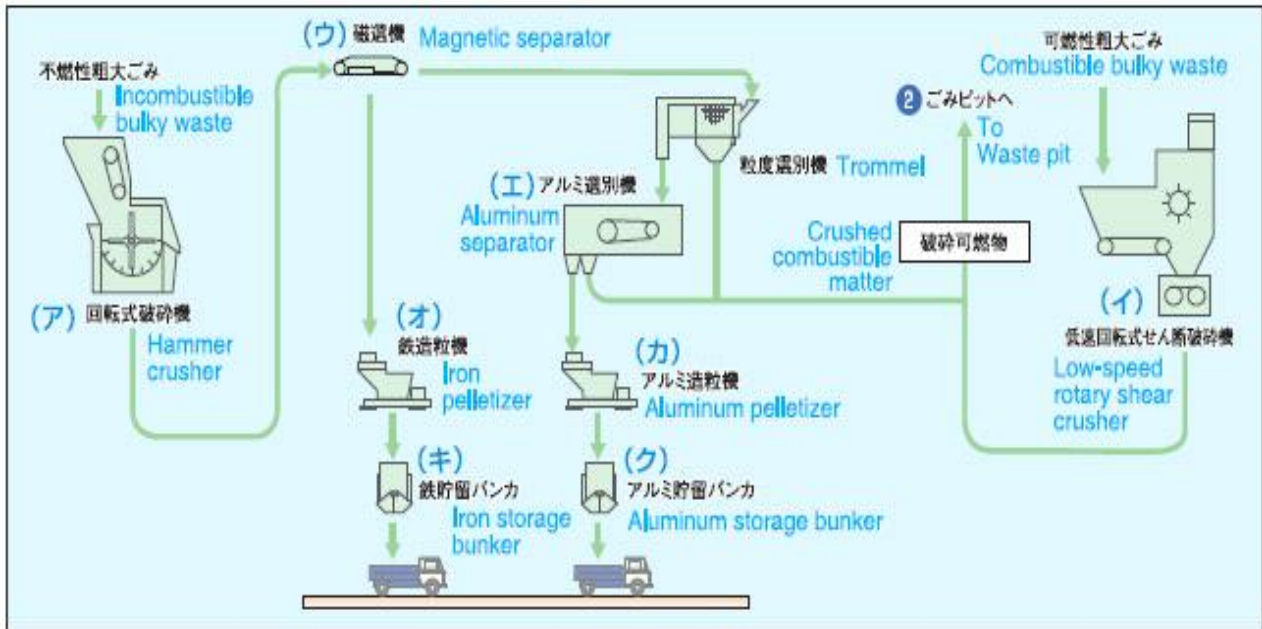 不燃性粗大ごみ
Incombustible
bulky waste
(ア) 回転式破砕機
Hammer
crusher
(ウ) 磁選機 Magnetic separator
粒度選別機 Trommel
(エ) アルミ選別機
Aluminum
separator
(オ)
鉄造粒機
Iron
pelletizer
(カ)
アルミ造粒機
Aluminum pelletizer
(キ)
鉄貯留バンカ
Iron storage
bunker
(ク)
アルミ貯留バンカ
Aluminum storage bunker
2 ごみピットへ
To
Waste pit
破砕可燃物
Crushed
combustible
matter
可燃性粗大ごみ
Combustible bulky waste
(イ)
低速回転式せん断破砕機
Low-speed
rotary shear
crusher